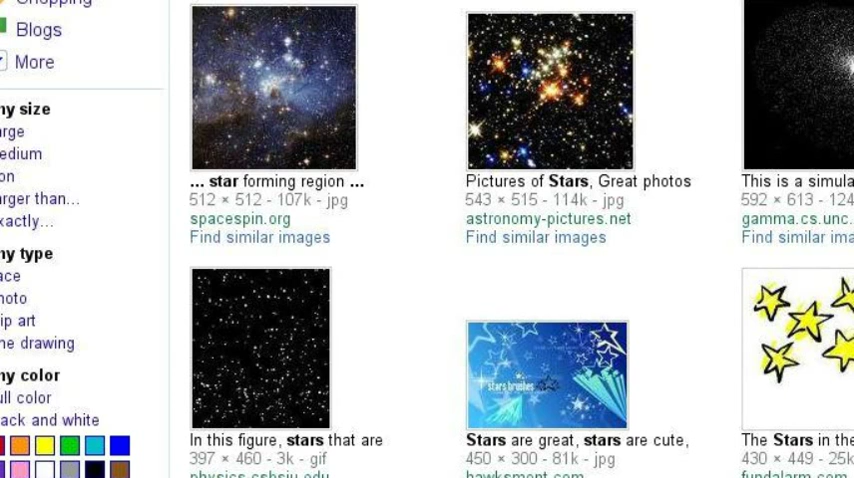 Shopping
Blogs
More
ny size
arge
edium
on
arger than...
xactly...
ny type
ace
hoto
ip art
ne drawing
ny color
ull color
ack and white
... star forming region ...
512 × 512 - 107k - jpg
spacespin.org
Find similar images
Pictures of Stars, Great photos
543 × 515 - 114k - jpg
astronomy-pictures.net
Find similar images
This is a simula
592 × 613 - 124
gamma.cs.unc.
Find similar ima
In this figure, stars that are
397 × 460 - 3k - gif
physics.csbsju.edu
stars brushes
Stars are great, stars are cute,
450 × 300 - 81k - jpg
hawksmont.com
The Stars in the
430 × 449 - 25k
fundalarm.com